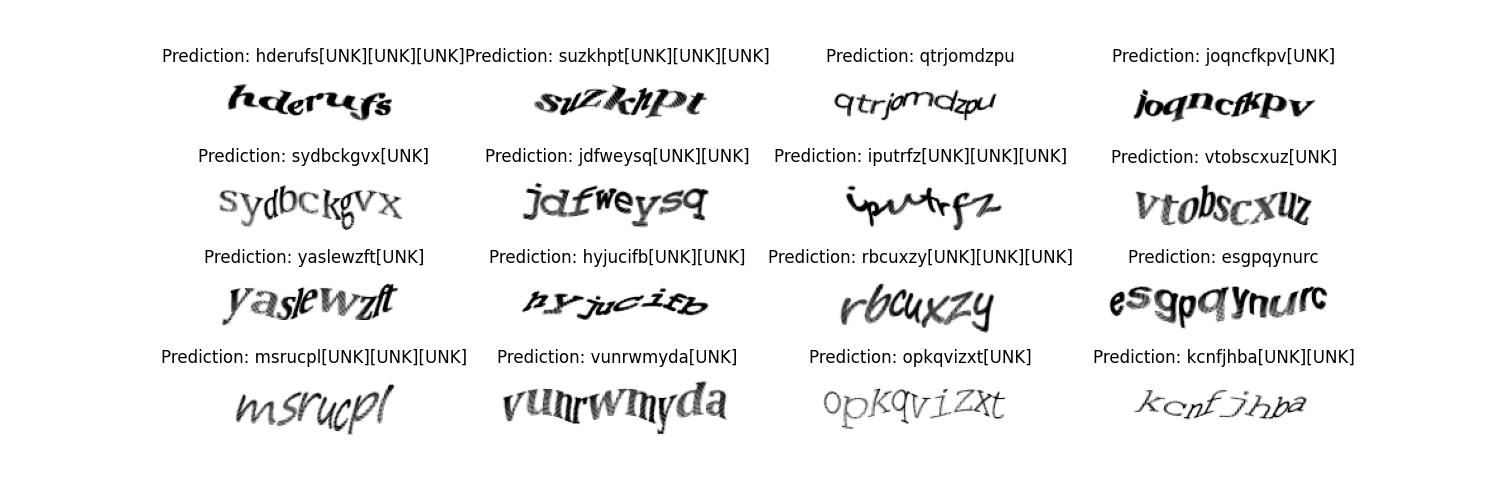 Prediction: hderufs[UNK][UNK][UNK] Prediction: suzkhpt[UNK][UNK][UNK] Prediction: qtrjomdzpu Prediction: joqncfkpv[UNK]
hderufs suzkhpt qtrjomdzpu joqncfkpv
Prediction: sydbckgvx[UNK] Prediction: jdfweysq[UNK][UNK] Prediction: iputrfz[UNK][UNK][UNK] Prediction: vtobscxuz[UNK]
sydbckgvx jdfweysq iputrfz vtobscxuz
Prediction: yaslewzft[UNK] Prediction: hyjucifb[UNK][UNK] Prediction: rbcuxzy[UNK][UNK][UNK] Prediction: esgpqynurc
yaslewzft hyjucifb rbcuxzy esgpqynurc
Prediction: msrucpl[UNK][UNK][UNK] Prediction: vunrwmyda[UNK] Prediction: opkqvizxt[UNK] Prediction: kcnfjhba[UNK][UNK]
msrucpl vunrwmyda opkqvizxt kcnfjhba